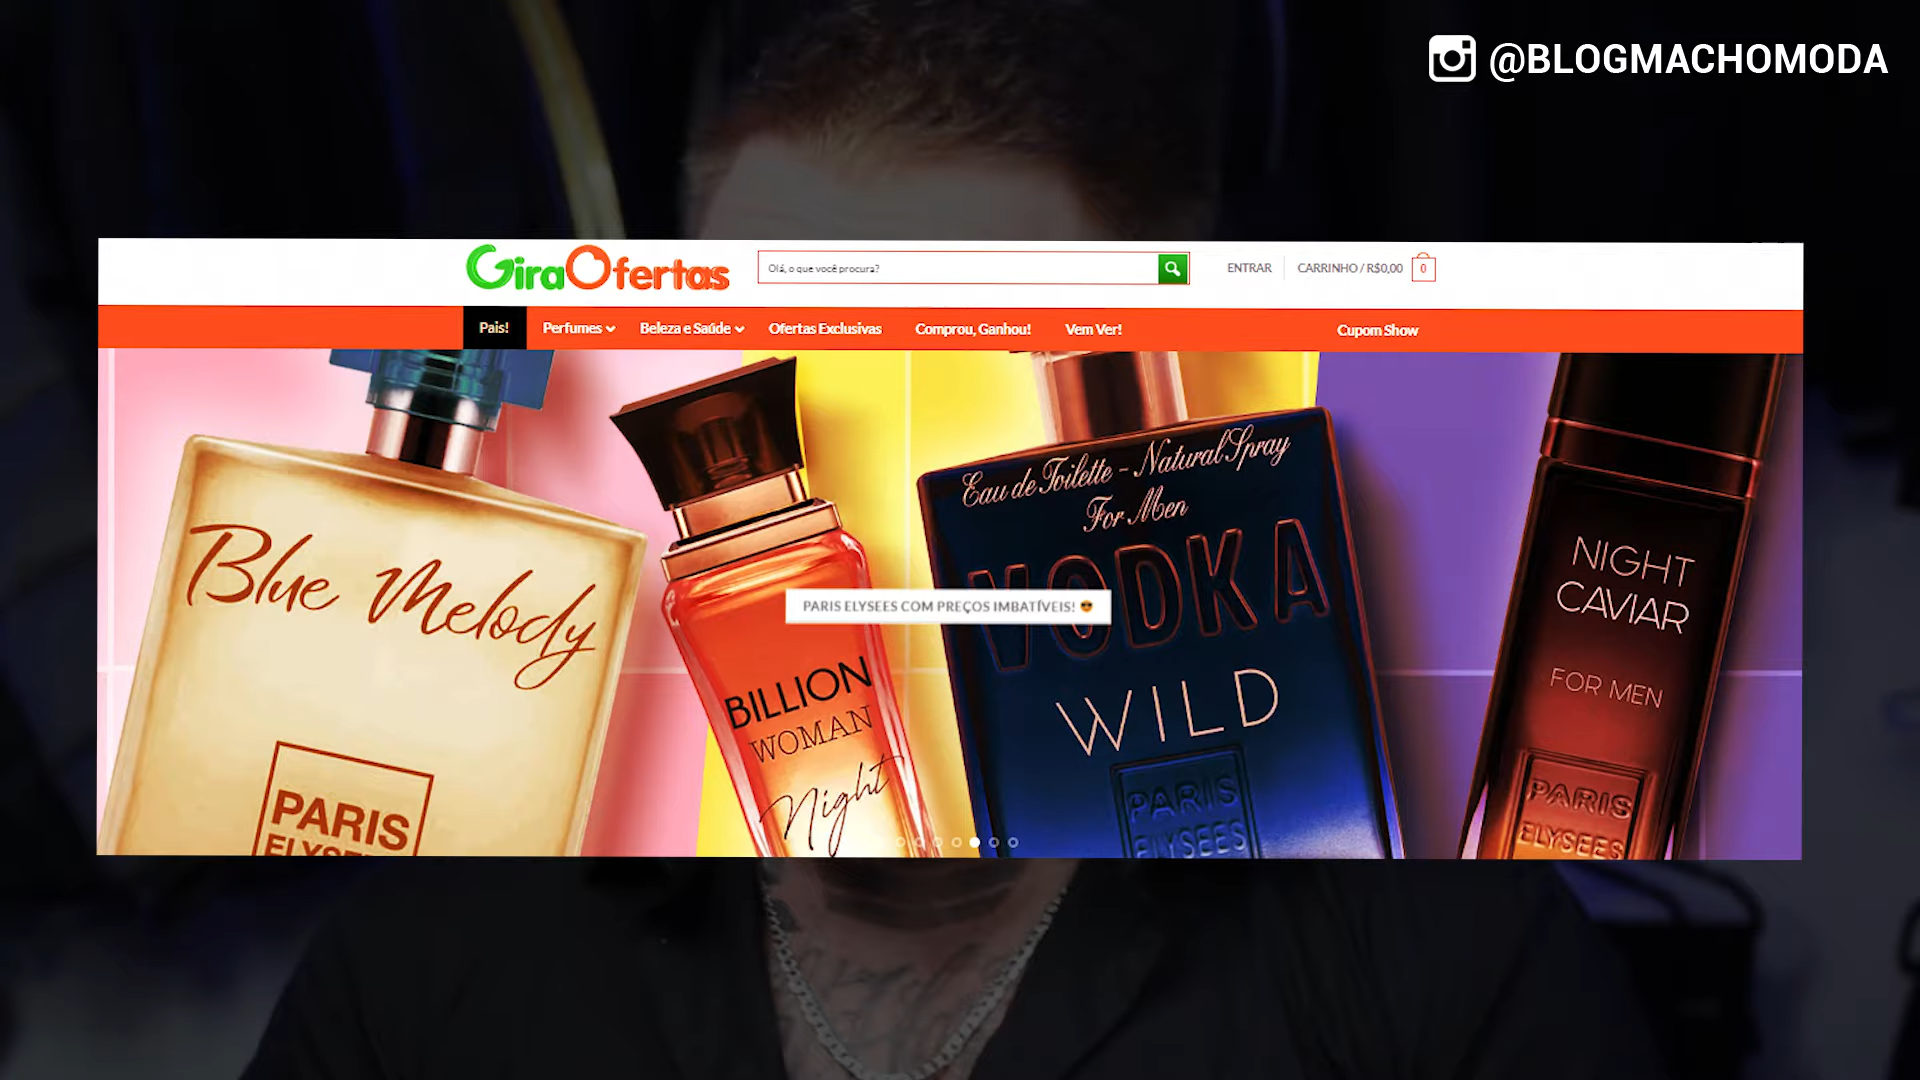 @BLOGMACHOMODA
GiraOfertas
Olá, o que você procura?
ENTRAR
CARRINHO / R$0,00
0
Pais!
Perfumes
Beleza e Saúde
Ofertas Exclusivas
Comprou, Ganhou!
Vem Ver!
Cupom Show
Blue Melody
PARIS
ELYSEES
BILLION
WOMAN
Night
Eau de Toilette - Natural Spray
For Men
VODKA
WILD
PARIS
ELYSEES
NIGHT
CAVIAR
FOR MEN
PARIS
ELYSEES
PARIS ELYSEES COM PREÇOS IMBATÍVEIS! 😎